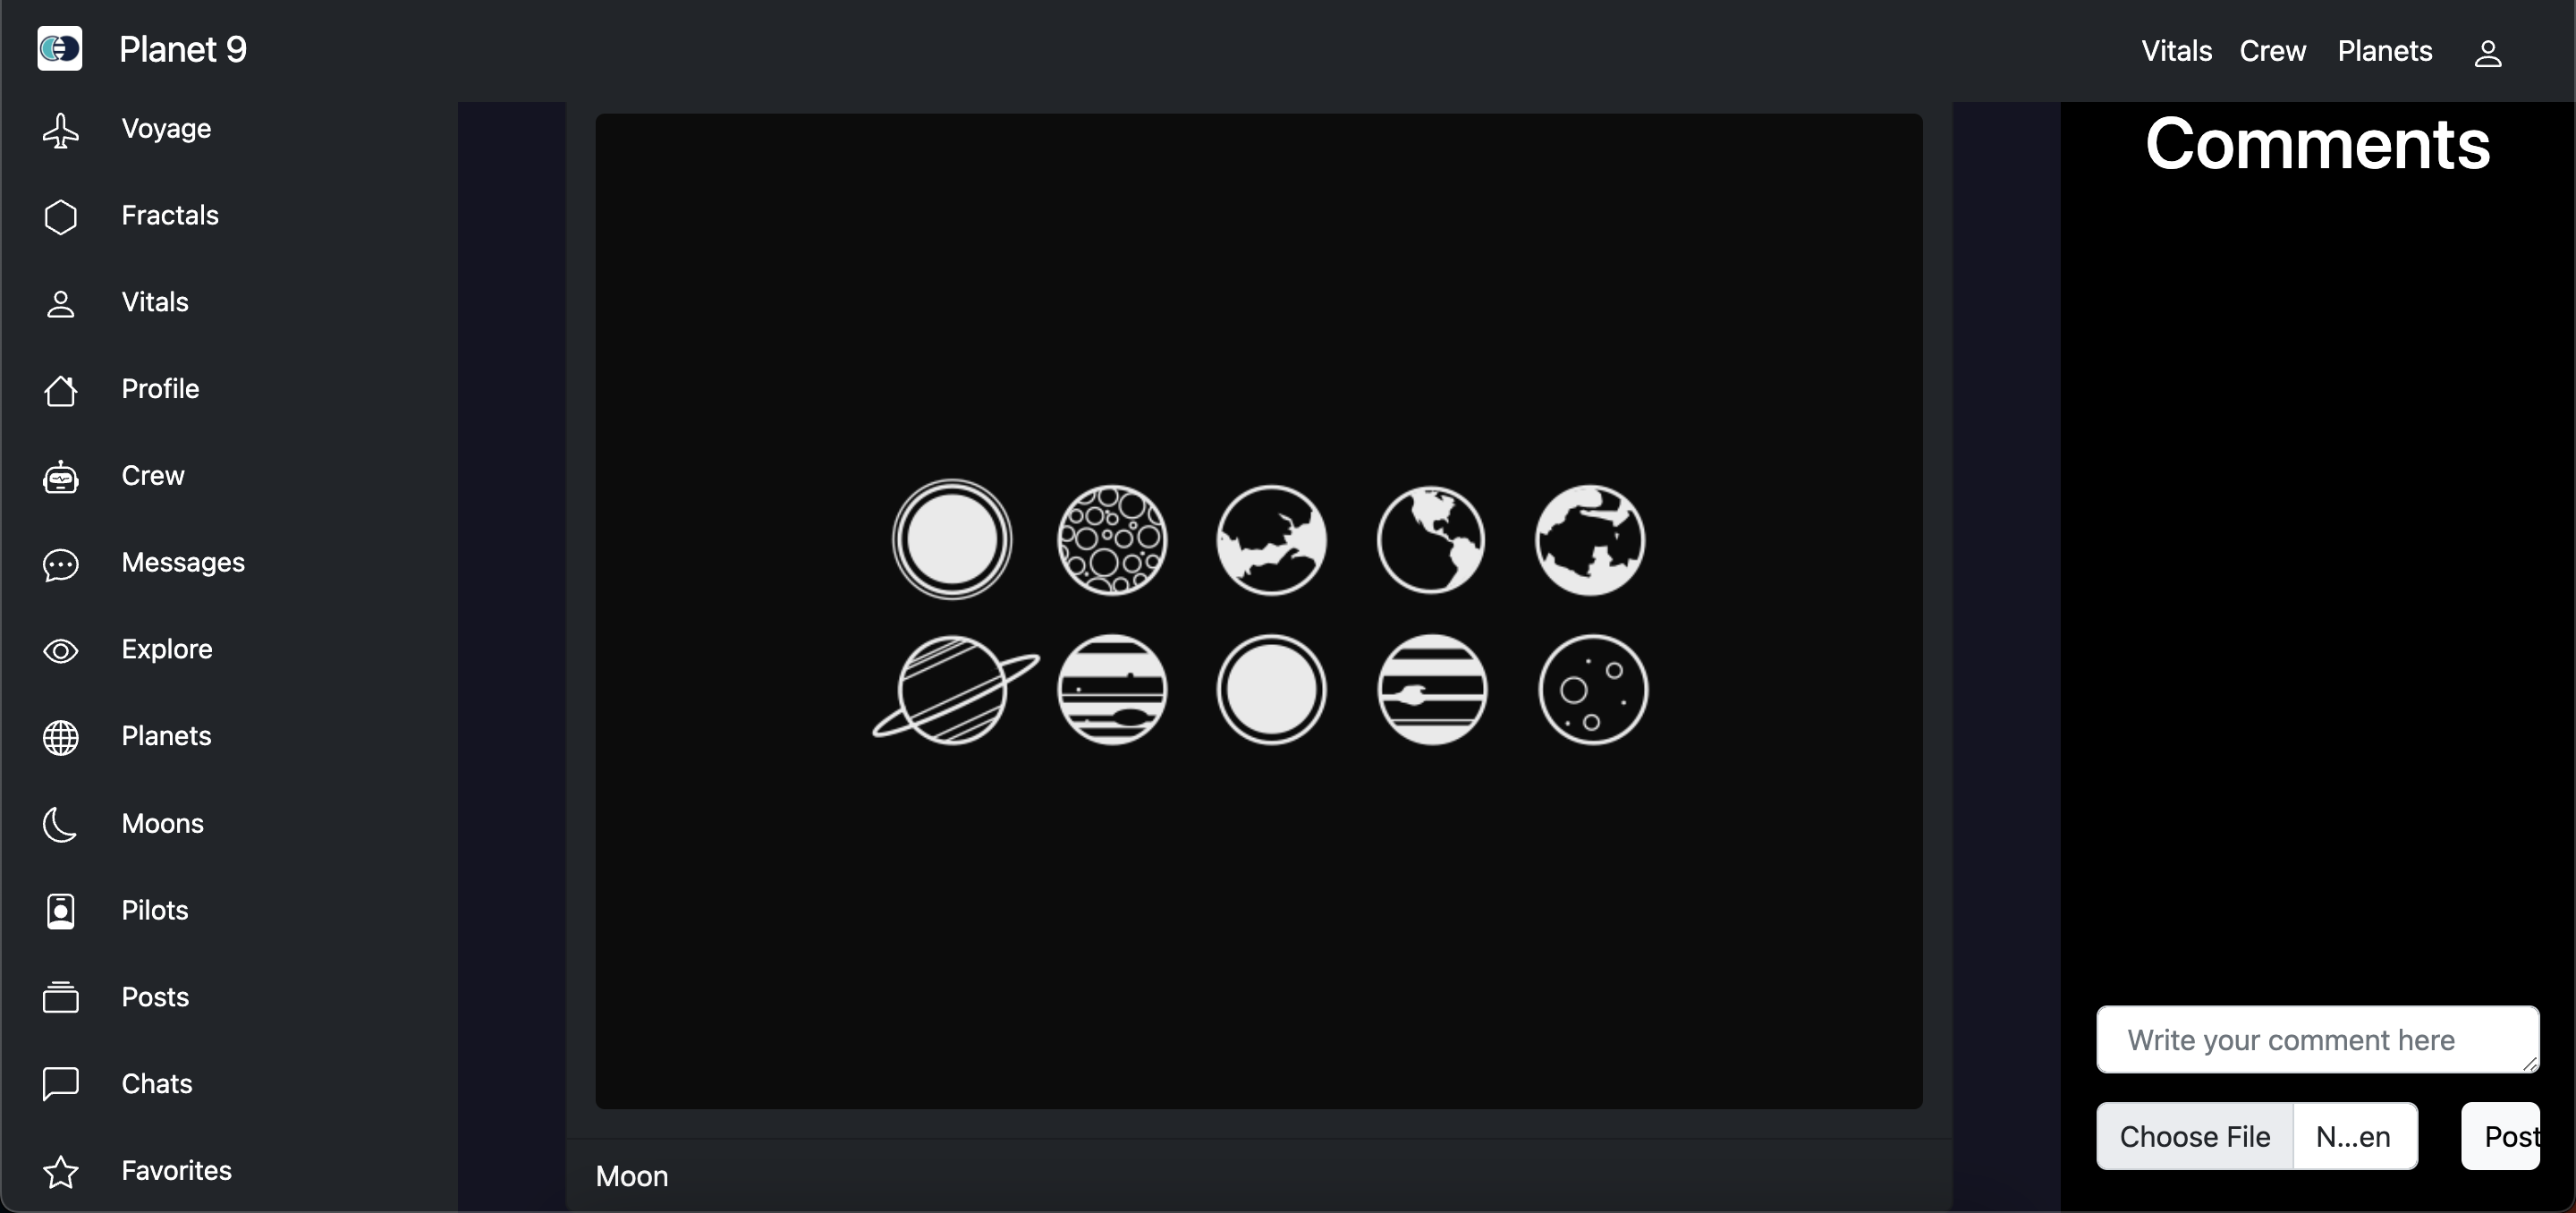 Planet 9
Vitals Crew Planets
Voyage
Fractals
Vitals
Profile
Crew
Messages
Explore
Planets
Moons
Pilots
Posts
Chats
Favorites
Moon
Comments
Write your comment here
Choose File N...en
Post